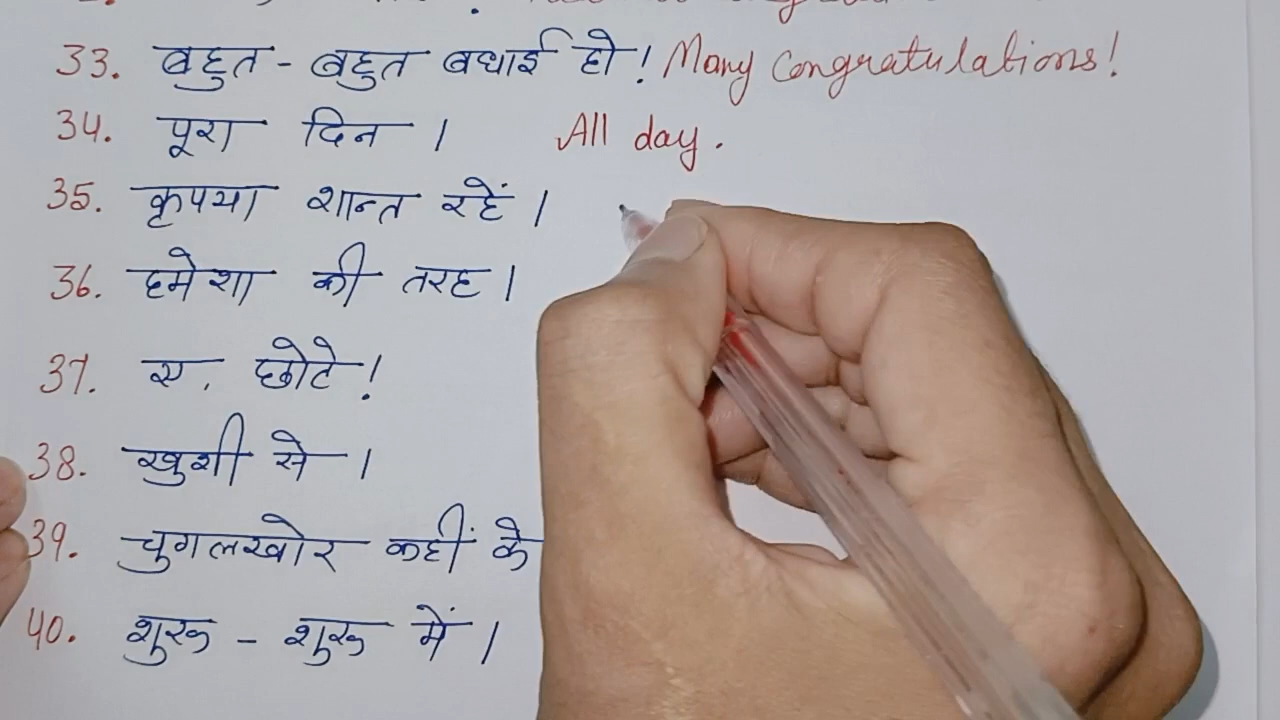 33. बहुत - बहुत बधाई हो ! Many Congratulations!
34. पूरा दिन । All day.
35. कृपया शान्त रहें ।
36. हमेशा की तरह ।
37. ए. छोटे !
38. खुशी से ।
39. चुगलखोर कहीं के
40. शुरू - शुरू में ।